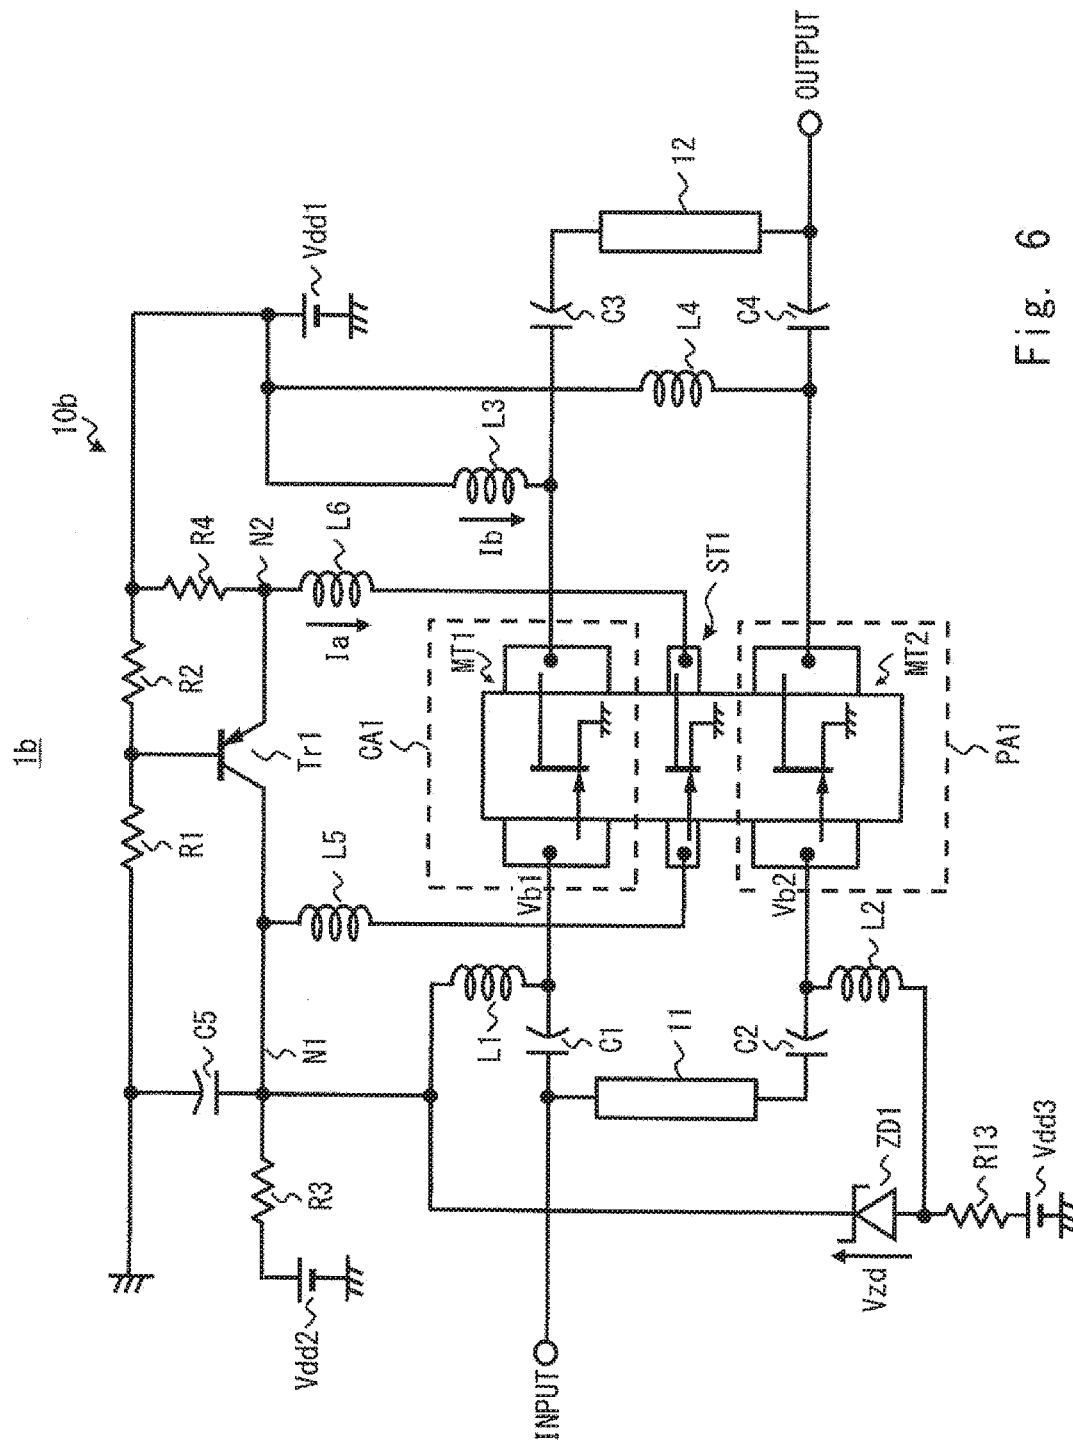 1b
10b
C5
R1
R2
R4
N2
Vdd2
R3
N1
Tr1
Vdd1
L5
Ia
L6
CA1
MT1
L1
Ib
L3
INPUT
Vb1
C1
C3
11
ST1
L4
12
C2
C4
Vb2
OUTPUT
Vzd
ZD1
L2
MT2
R13
PA1
Vdd3
Fig. 6